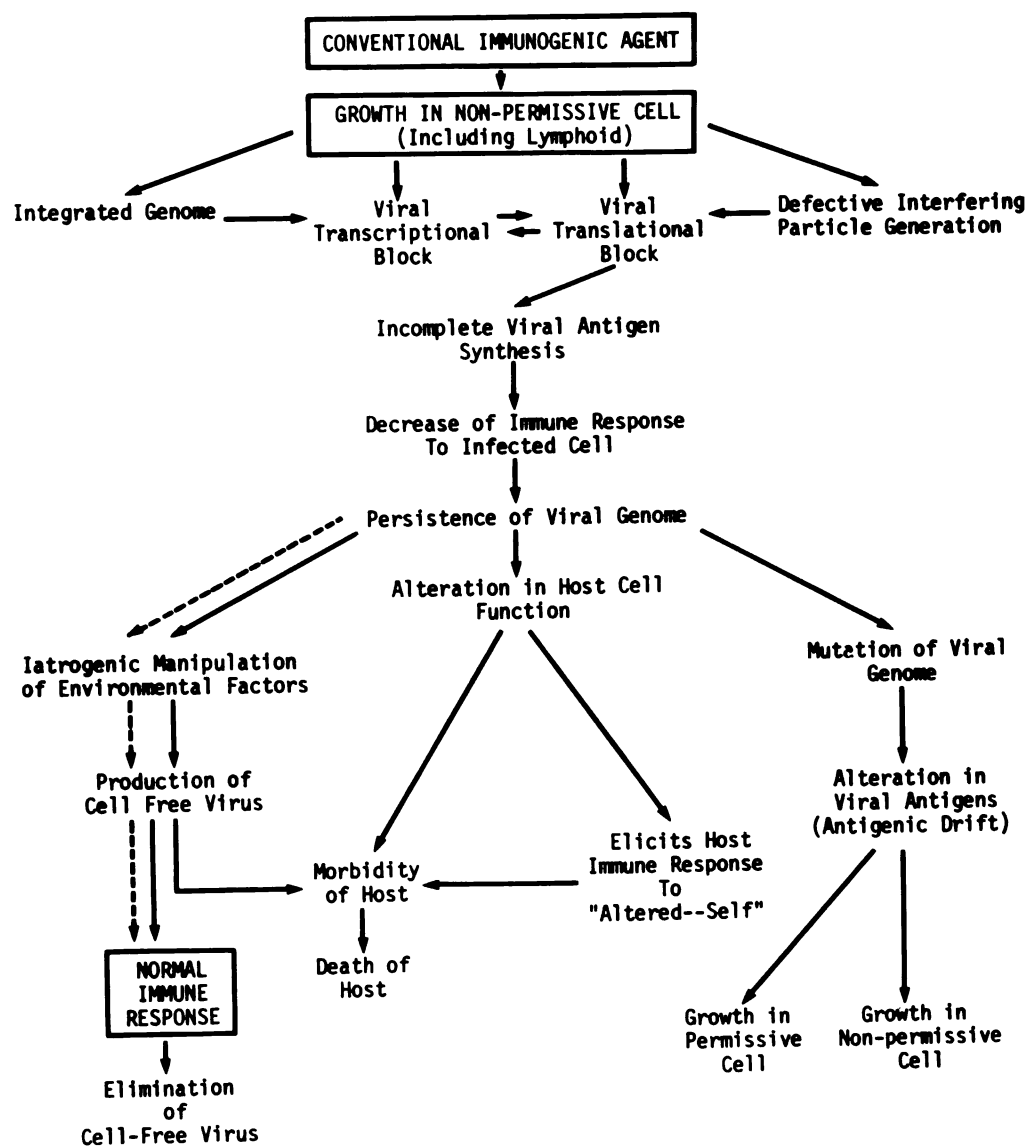 CONVENTIONAL IMMUNOGENIC AGENT
GROWTH IN NON-PERMISSIVE CELL
(Including Lymphoid)
Integrated Genome
Viral
Transcriptional
Block
Viral
Translational
Block
Defective Interfering
Particle Generation
Incomplete Viral Antigen
Synthesis
Decrease of Immune Response
To Infected Cell
Persistence of Viral Genome
Alteration in Host Cell
Function
Iatrogenic Manipulation
of Environmental Factors
Mutation of Viral
Genome
Production of
Cell Free Virus
Alteration in
Viral Antigens
(Antigenic Drift)
Morbidity
of Host
Elicits Host
Immune Response
To
"Altered--Self"
Death of
Host
NORMAL
IMMUNE
RESPONSE
Growth in
Permissive
Cell
Growth in
Non-permissive
Cell
Elimination
of
Cell-Free Virus